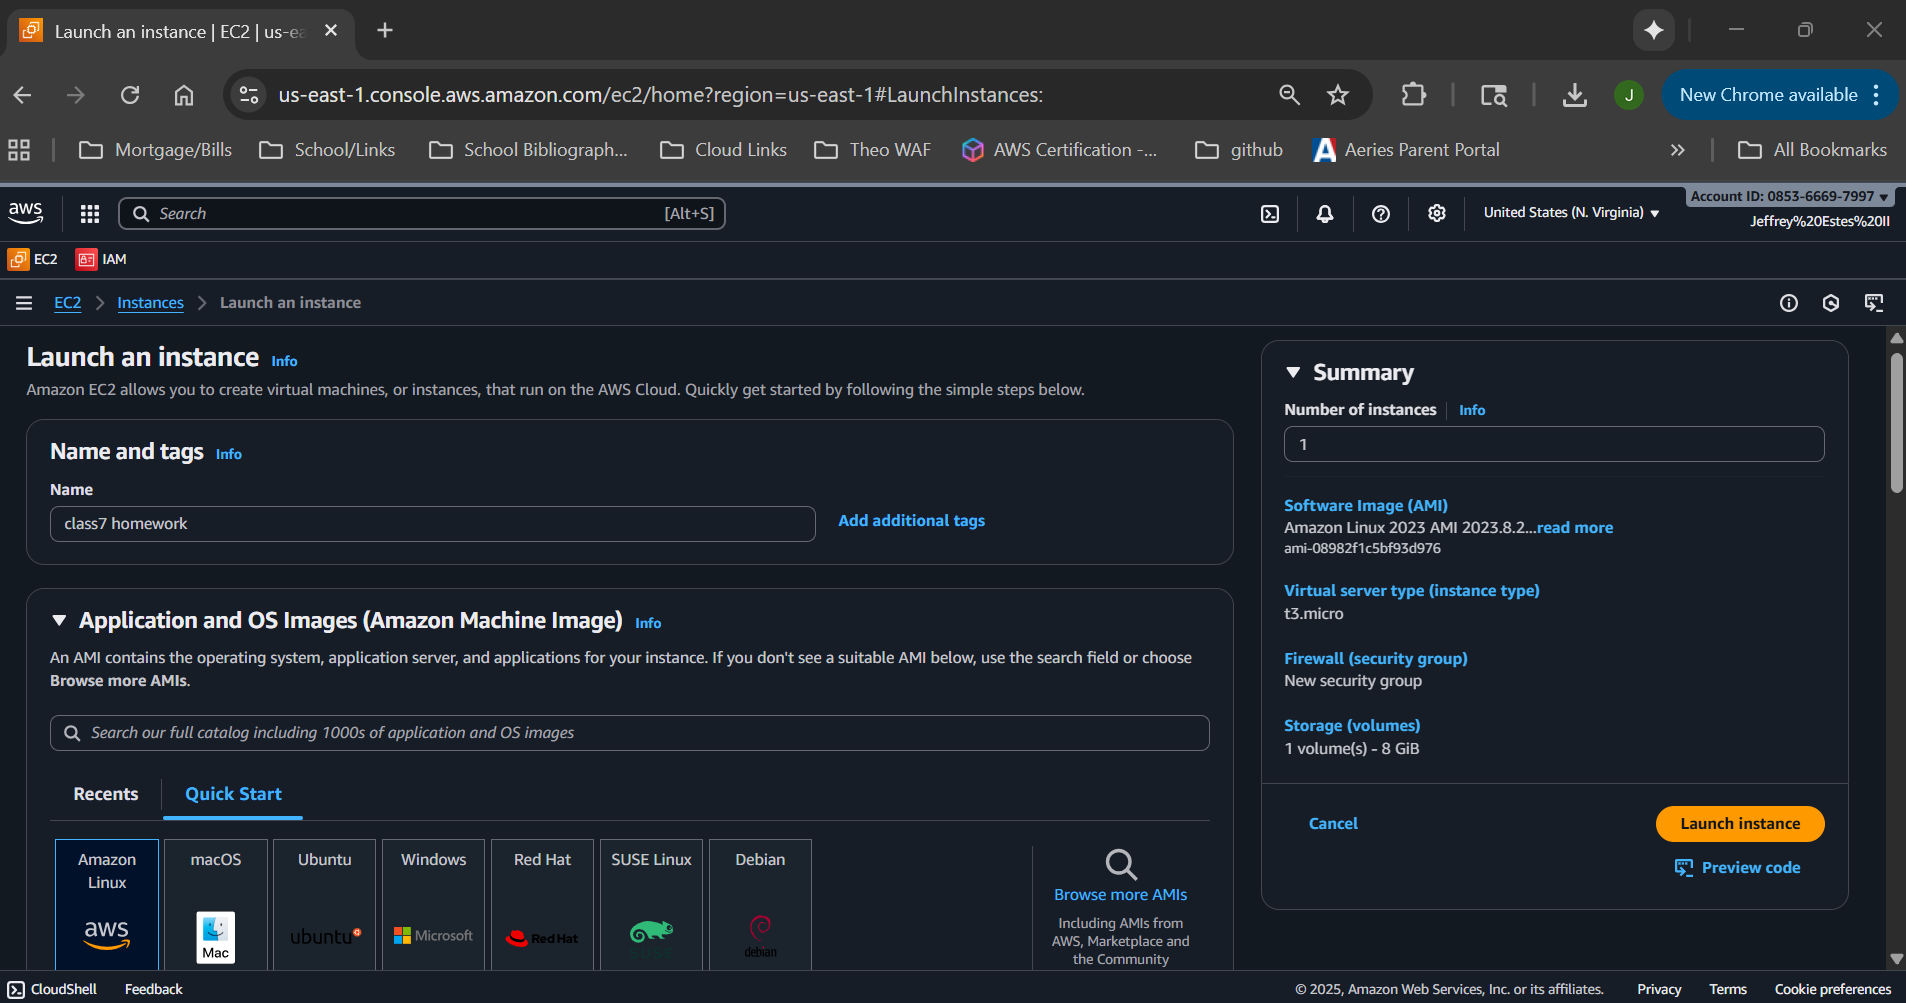 Launch an instance | EC2 | us-ea
us-east-1.console.aws.amazon.com/ec2/home?region=us-east-1#LaunchInstances:
J
New Chrome available
Mortgage/Bills
School/Links
School Bibliograph...
Cloud Links
Theo WAF
AWS Certification -...
github
Aeries Parent Portal
All Bookmarks
aws
Search
[Alt+S]
United States (N. Virginia)
Account ID: 0853-6669-7997
Jeffrey%20Estes%20II
EC2
IAM
EC2
Instances
Launch an instance
Launch an instance Info
Amazon EC2 allows you to create virtual machines, or instances, that run on the AWS Cloud. Quickly get started by following the simple steps below.
Name and tags Info
Name
class7 homework
Add additional tags
Application and OS Images (Amazon Machine Image) Info
An AMI contains the operating system, application server, and applications for your instance. If you don't see a suitable AMI below, use the search field or choose
Browse more AMIs.
Search our full catalog including 1000s of application and OS images
Recents
Quick Start
Amazon
Linux
aws
macOS
Mac
Ubuntu
ubuntu
Windows
Microsoft
Red Hat
RedHat
SUSE Linux
Debian
debian
Browse more AMIs
Including AMIs from
AWS, Marketplace and
the Community
Summary
Number of instances Info
1
Software Image (AMI)
Amazon Linux 2023 AMI 2023.8.2...read more
ami-08982f1c5bf93d976
Virtual server type (instance type)
t3.micro
Firewall (security group)
New security group
Storage (volumes)
1 volume(s) - 8 GiB
Cancel
Launch instance
Preview code
CloudShell
Feedback
© 2025, Amazon Web Services, Inc. or its affiliates.
Privacy
Terms
Cookie preferences